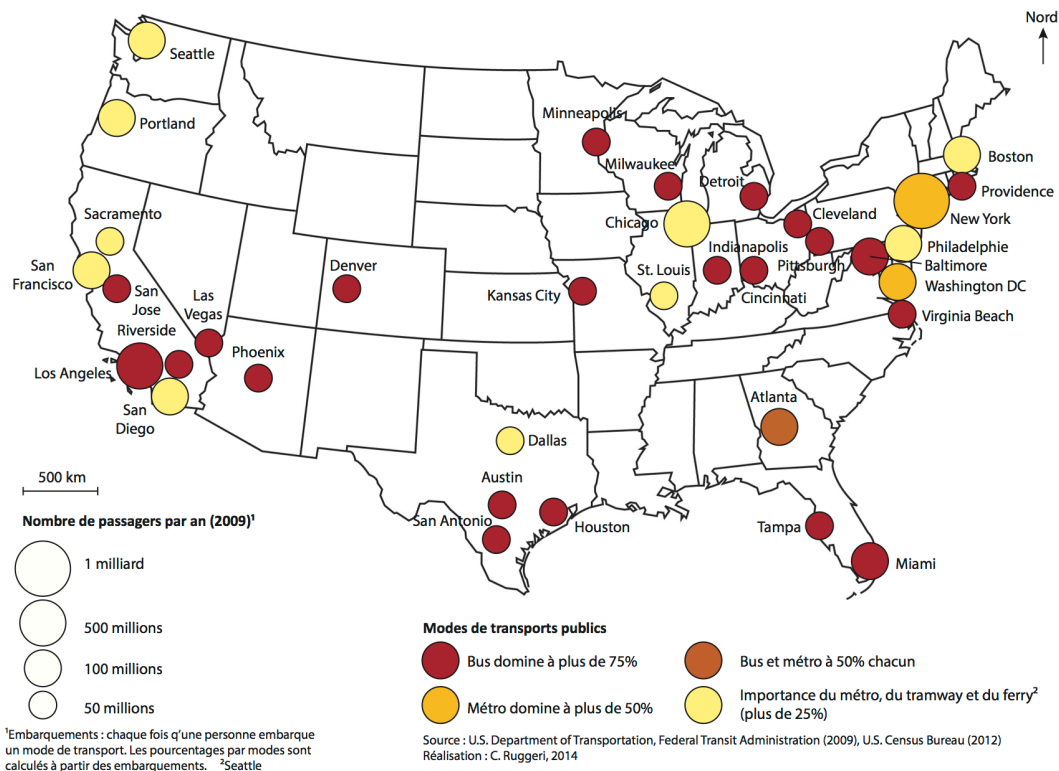 Nord
Seattle
Portland
Minneapolis
Milwaukee
Detroit
Boston
Providence
New York
Chicago
Cleveland
Sacramento
San
Francisco
San
Jose
Las
Vegas
Riverside
Los Angeles
San
Diego
Phoenix
Denver
Kansas City
St. Louis
Indianapolis
Pittsburgh
Cincinnati
Philadelphie
Baltimore
Washington DC
Virginia Beach
Atlanta
Dallas
Austin
San Antonio
Houston
Tampa
Miami
500 km
Nombre de passagers par an (2009)¹
1 milliard
500 millions
100 millions
50 millions
¹Embarquements : chaque fois q'une personne embarque
un mode de transport. Les pourcentages par modes sont
calculés à partir des embarquements. ²Seattle
Modes de transports publics
Bus domine à plus de 75%
Métro domine à plus de 50%
Bus et métro à 50% chacun
Importance du métro, du tramway et du ferry²
(plus de 25%)
Source : U.S. Department of Transportation, Federal Transit Administration (2009), U.S. Census Bureau (2012)
Réalisation : C. Ruggeri, 2014